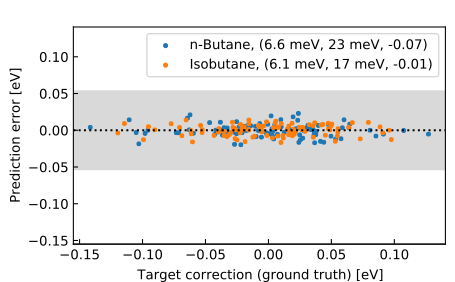 n-Butane, (6.6 meV, 23 meV, -0.07)
Isobutane, (6.1 meV, 17 meV, -0.01)
Prediction error [eV]
0.10
0.05
0.00
−0.05
−0.10
−0.15
−0.15 −0.10 −0.05 0.00 0.05 0.10
Target correction (ground truth) [eV]